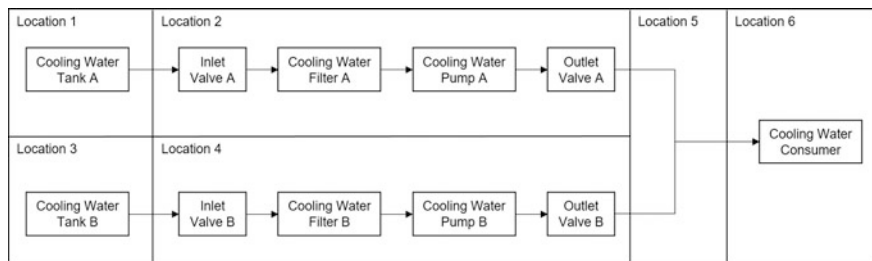 Location 1
Location 2
Location 5
Location 6
Cooling Water
Tank A
Inlet
Valve A
Cooling Water
Filter A
Cooling Water
Pump A
Outlet
Valve A
Cooling Water
Consumer
Location 3
Location 4
Cooling Water
Tank B
Inlet
Valve B
Cooling Water
Filter B
Cooling Water
Pump B
Outlet
Valve B